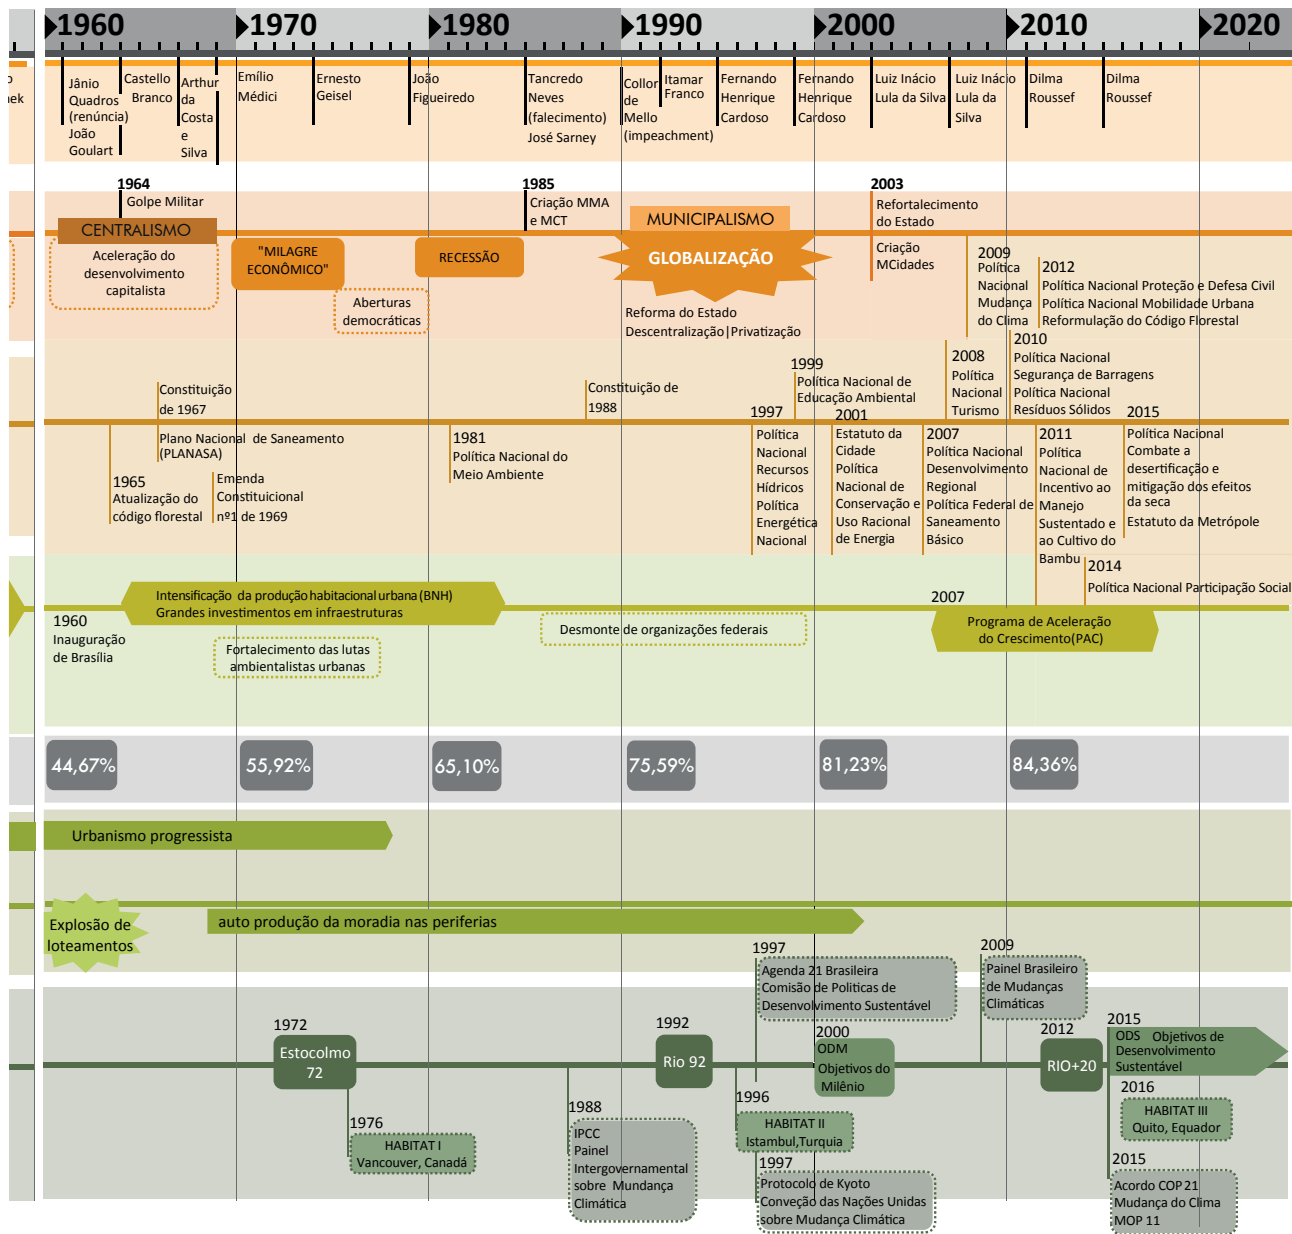 1960
1970
1980
1990
2000
2010
2020
o
ek
Jânio
Quadros
(renúncia)
João
Goulart
Castello
Branco
Arthur
da
Costa
e
Silva
Emílio
Médici
Ernesto
Geisel
João
Figueiredo
Tancredo
Neves
(falecimento)
José Sarney
Collor
de
Mello
(impeachment)
Itamar
Franco
Fernando
Henrique
Cardoso
Fernando
Henrique
Cardoso
Luiz Inácio
Lula da Silva
Luiz Inácio
Lula da
Silva
Dilma
Roussef
Dilma
Roussef
1964
Golpe Militar
CENTRALISMO
Aceleração do
desenvolvimento
capitalista
"MILAGRE
ECONÔMICO"
Aberturas
democráticas
RECESSÃO
1985
Criação MMA
e MCT
MUNICIPALISMO
GLOBALIZAÇÃO
Reforma do Estado
Descentralização|Privatização
2003
Refortalecimento
do Estado
Criação
MCidades
2009
Política
Nacional
Mudança
do Clima
2012
Política Nacional Proteção e Defesa Civil
Política Nacional Mobilidade Urbana
Reformulação do Código Florestal
Constituição
de 1967
Plano Nacional de Saneamento
(PLANASA)
1965
Atualização do
código florestal
Emenda
Constituicional
nº1 de 1969
1981
Política Nacional do
Meio Ambiente
Constituição de
1988
1999
Política Nacional de
Educação Ambiental
1997
Política
Nacional
Recursos
Hídricos
Política
Energética
Nacional
2001
Estatuto da
Cidade
Política
Nacional de
Conservação e
Uso Racional
de Energia
2008
Política
Nacional
Turismo
2007
Política Nacional
Desenvolvimento
Regional
Política Federal de
Saneamento
Básico
2010
Política Nacional
Segurança de Barragens
Política Nacional
Resíduos Sólidos
2011
Política
Nacional de
Incentivo ao
Manejo
Sustentado e
ao Cultivo do
Bambu
2015
Política Nacional
Combate a
desertificação e
mitigação dos efeitos
da seca
Estatuto da Metrópole
2014
Política Nacional Participação Social
1960
Inauguração
de Brasília
Intensificação da produção habitacional urbana (BNH)
Grandes investimentos em infraestruturas
Fortalecimento das lutas
ambientalistas urbanas
Desmonte de organizações federais
2007
Programa de Aceleração
do Crescimento(PAC)
44,67%
55,92%
65,10%
75,59%
81,23%
84,36%
Urbanismo progressista
Explosão de
loteamentos
auto produção da moradia nas periferias
1997
Agenda 21 Brasileira
Comisão de Politicas de
Desenvolvimento Sustentável
2009
Painel Brasileiro
de Mudanças
Climáticas
1972
Estocolmo
72
1976
HABITAT I
Vancouver, Canadá
1988
IPCC
Painel
Intergovernamental
sobre Mundança
Climática
1992
Rio 92
1996
HABITAT II
Istambul,Turquia
1997
Protocolo de Kyoto
Conveção das Nações Unidas
sobre Mudança Climática
2000
ODM
Objetivos do
Milênio
2012
RIO+20
2015
ODS Objetivos de
Desenvolvimento
Sustentável
2016
HABITAT III
Quito, Equador
2015
Acordo COP 21
Mudança do Clima
MOP 11